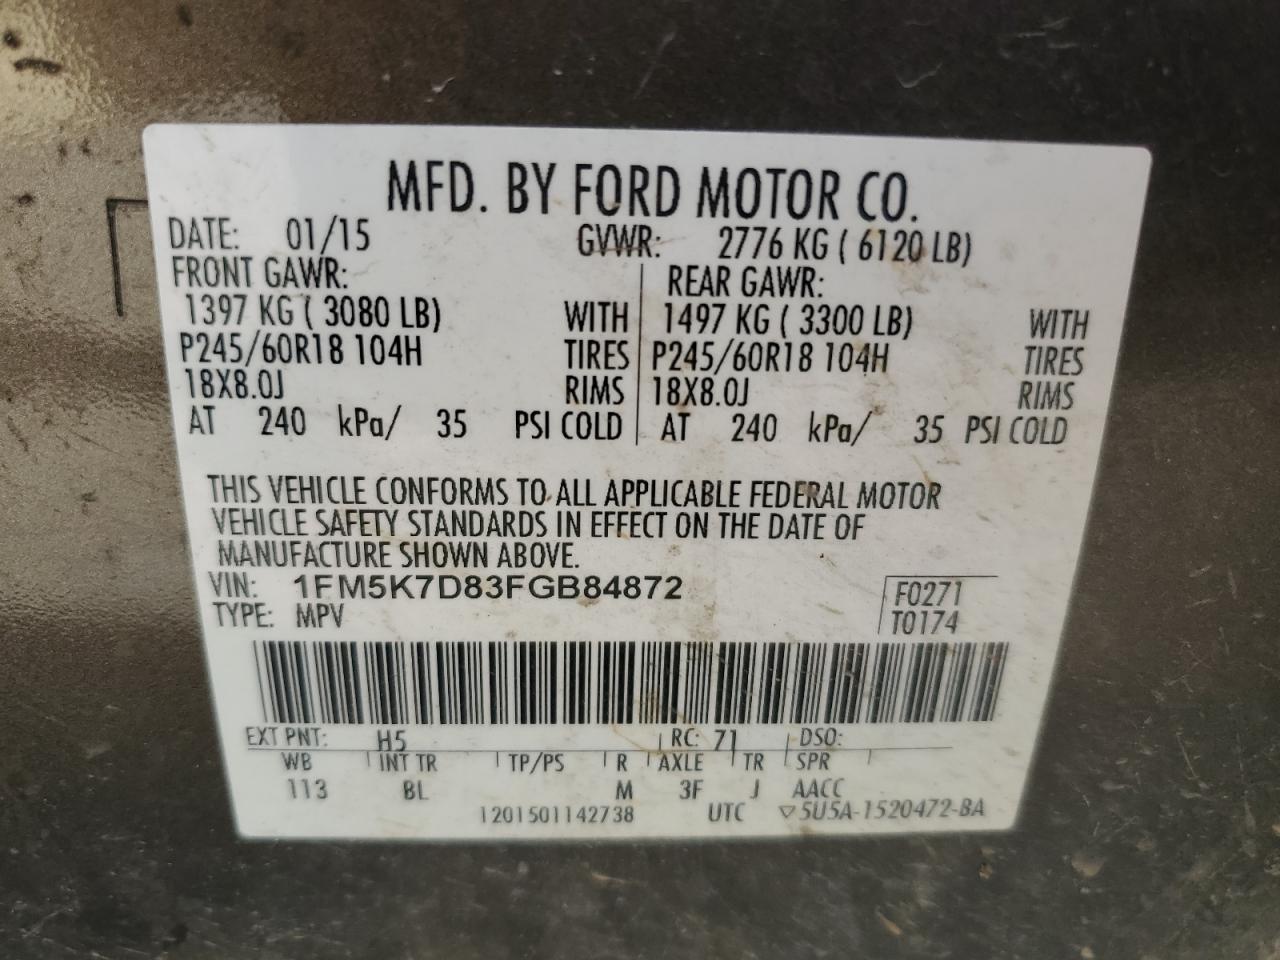 MFD. BY FORD MOTOR CO.
DATE: 01/15 GVWR: 2776 KG ( 6120 LB)
FRONT GAWR: REAR GAWR:
1397 KG ( 3080 LB) WITH 1497 KG ( 3300 LB) WITH
P245/60R18 104H TIRES P245/60R18 104H TIRES
18X8.0J RIMS 18X8.0J RIMS
AT 240 kPa/ 35 PSI COLD AT 240 kPa/ 35 PSI COLD
THIS VEHICLE CONFORMS TO ALL APPLICABLE FEDERAL MOTOR
VEHICLE SAFETY STANDARDS IN EFFECT ON THE DATE OF
MANUFACTURE SHOWN ABOVE.
VIN: 1FM5K7D83FGB84872 F0271
TYPE: MPV T0174
EXT PNT: H5 RC: 71 DSO:
WB INT TR TP/PS R AXLE TR SPR
113 BL M 3F J AACC
1201501142738 UTC ▽5U5A-1520472-BA